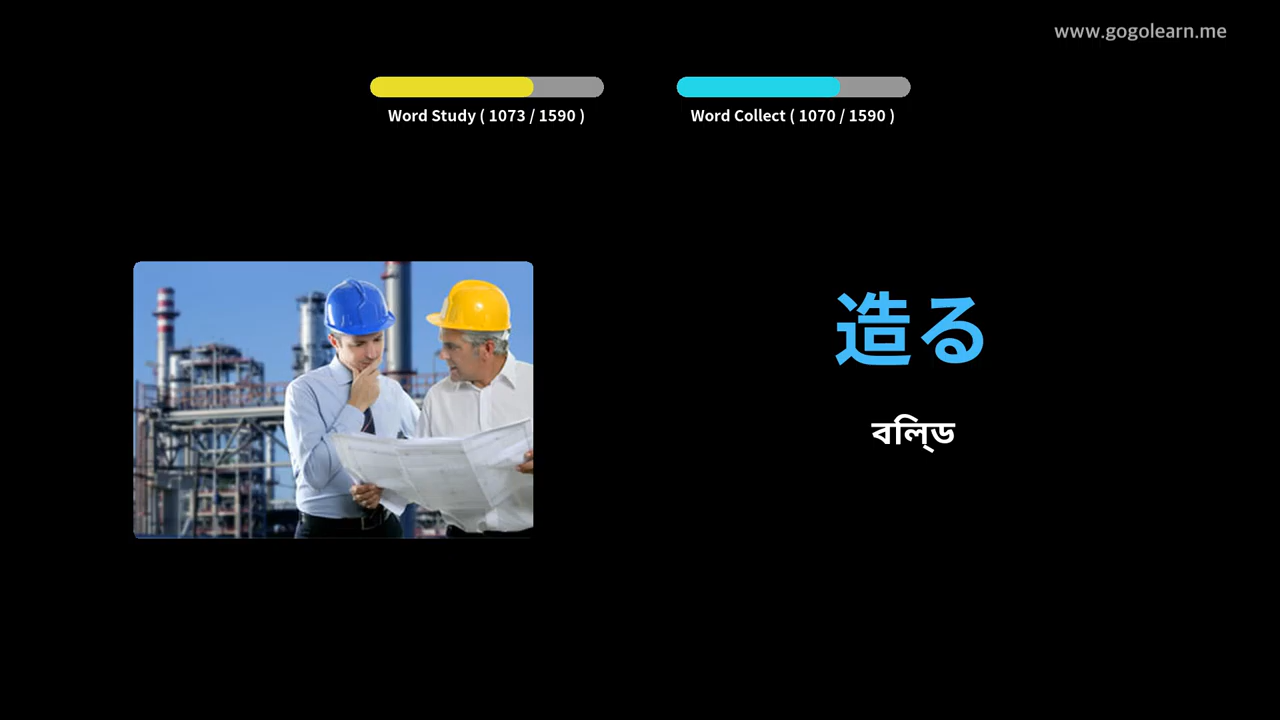 www.gogolearn.me
Word Study ( 1073 / 1590 )
Word Collect ( 1070 / 1590 )
造る
বিল্ড